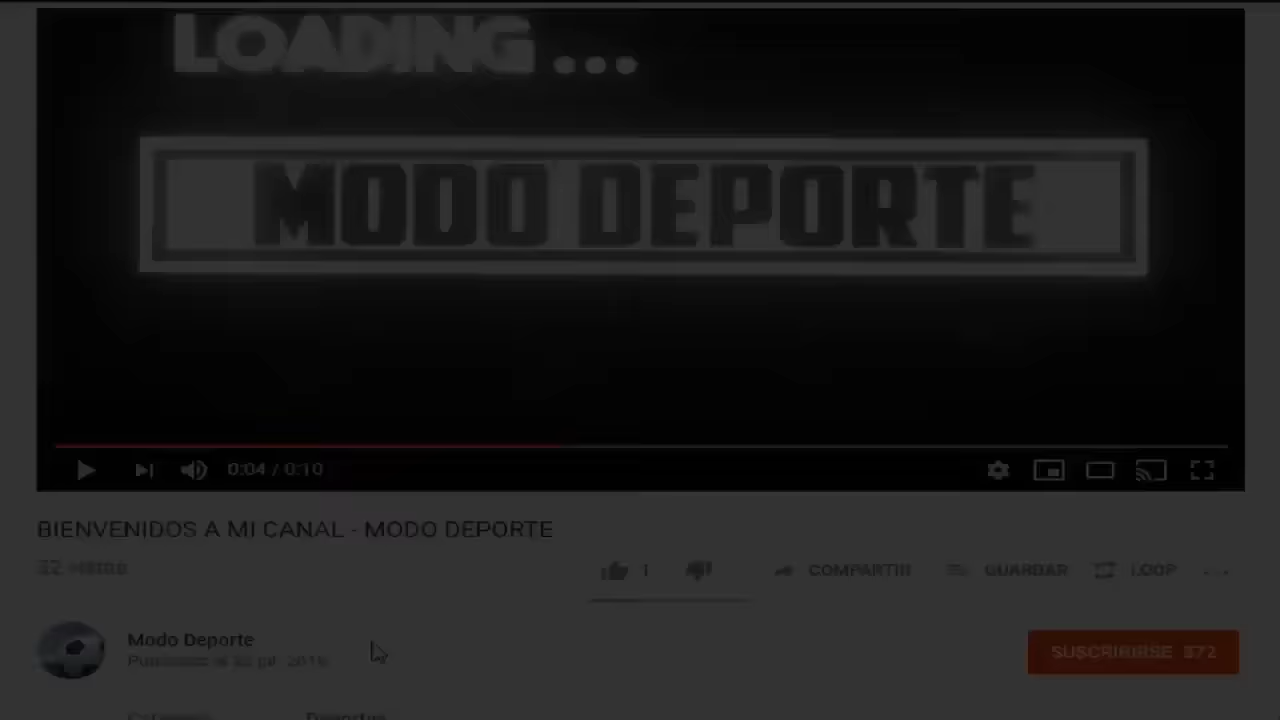 LOADING ...
MODO DEPORTE
0:04 / 0:10
BIENVENIDOS A MI CANAL - MODO DEPORTE
1 COMPARTIR GUARDAR LOOP ...
Modo Deporte
SUSCRIBIRSE 372
Deportes